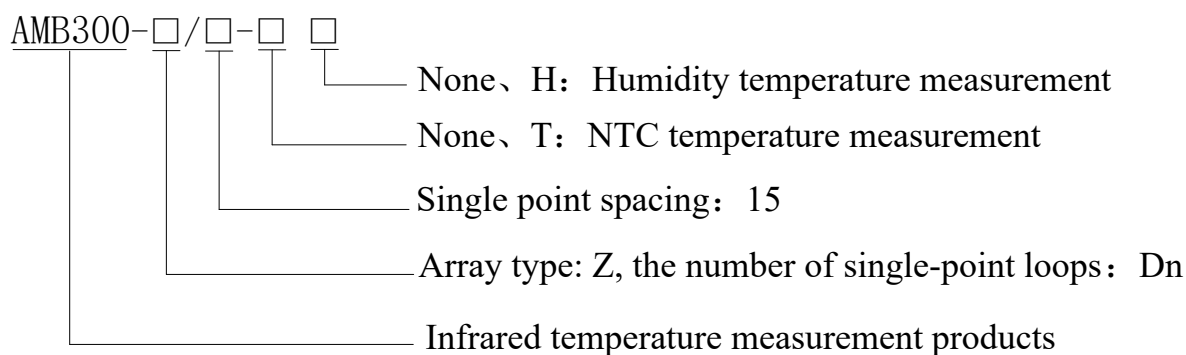 AMB300-□/□-□ □
None、H：Humidity temperature measurement
None、T：NTC temperature measurement
Single point spacing：15
Array type: Z, the number of single-point loops：Dn
Infrared temperature measurement products